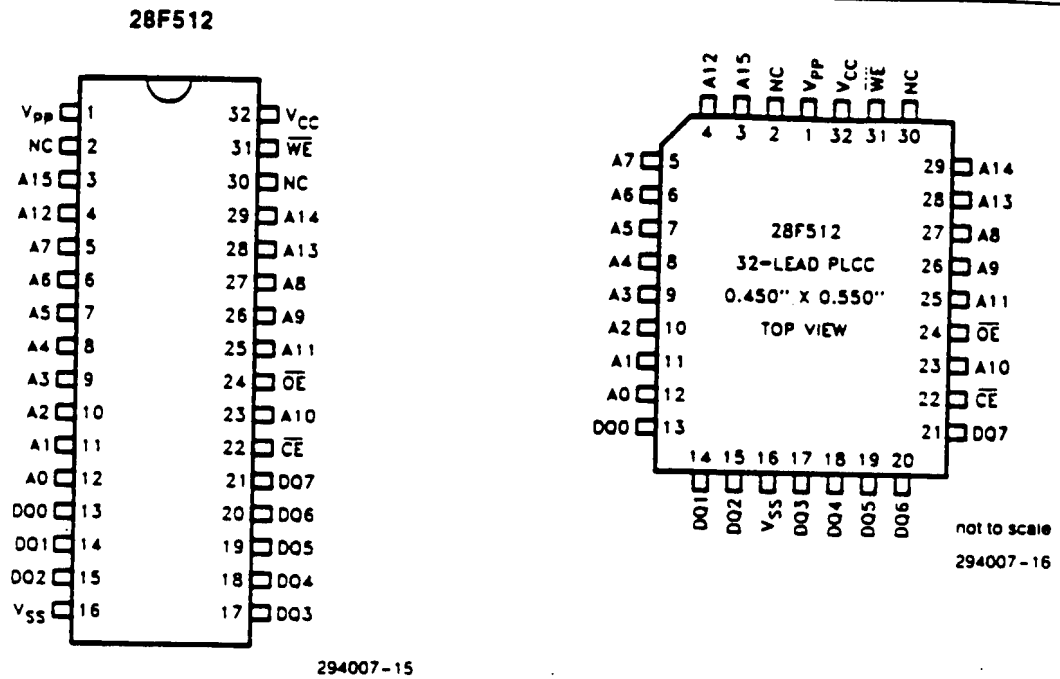 28F512
VPP 1 32 VCC
NC 2 31 W̅E̅
A15 3 30 NC
A12 4 29 A14
A7 5 28 A13
A6 6 27 A8
A5 7 26 A9
A4 8 25 A11
A3 9 24 O̅E̅
A2 10 23 A10
A1 11 22 C̅E̅
A0 12 21 DQ7
DQ0 13 20 DQ6
DQ1 14 19 DQ5
DQ2 15 18 DQ4
VSS 16 17 DQ3
294007-15
A12 A15 NC VPP VCC W̅E̅ NC
4 3 2 1 32 31 30
A7 5 29 A14
A6 6 28 A13
A5 7 28F512 27 A8
A4 8 32-LEAD PLCC 26 A9
A3 9 0.450" X 0.550" 25 A11
A2 10 TOP VIEW 24 O̅E̅
A1 11 23 A10
A0 12 22 C̅E̅
DQ0 13 21 DQ7
14 15 16 17 18 19 20
DQ1 DQ2 VSS DQ3 DQ4 DQ5 DQ6
not to scale
294007-16